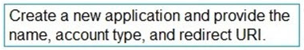 Create a new application and provide the
name, account type, and redirect URI.